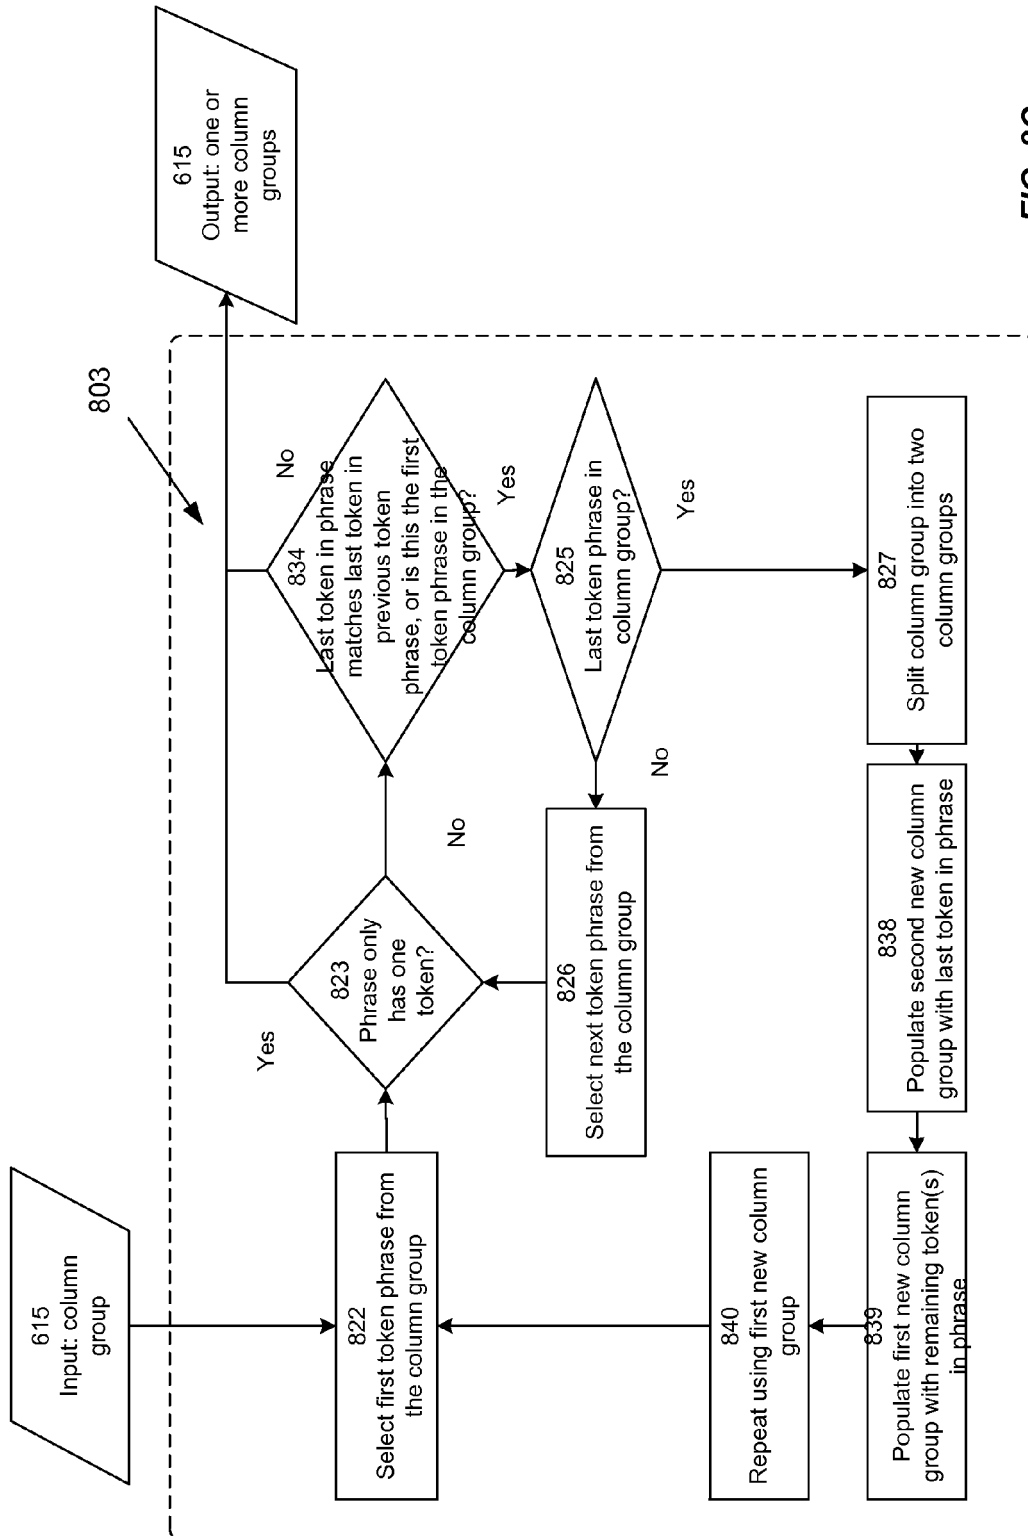 615
Input: column
group
822
Select first token phrase from
the column group
823
Phrase only
has one
token?
Yes
No
834
Last token in phrase
matches last token in
previous token
phrase, or is this the first
token phrase in the
column group?
No
Yes
803
615
Output: one or
more column
groups
825
Last token phrase in
column group?
No
Yes
826
Select next token phrase from
the column group
827
Split column group into two
column groups
838
Populate second new column
group with last token in phrase
839
Populate first new column
group with remaining token(s)
in phrase
840
Repeat using first new column
group
FIG.